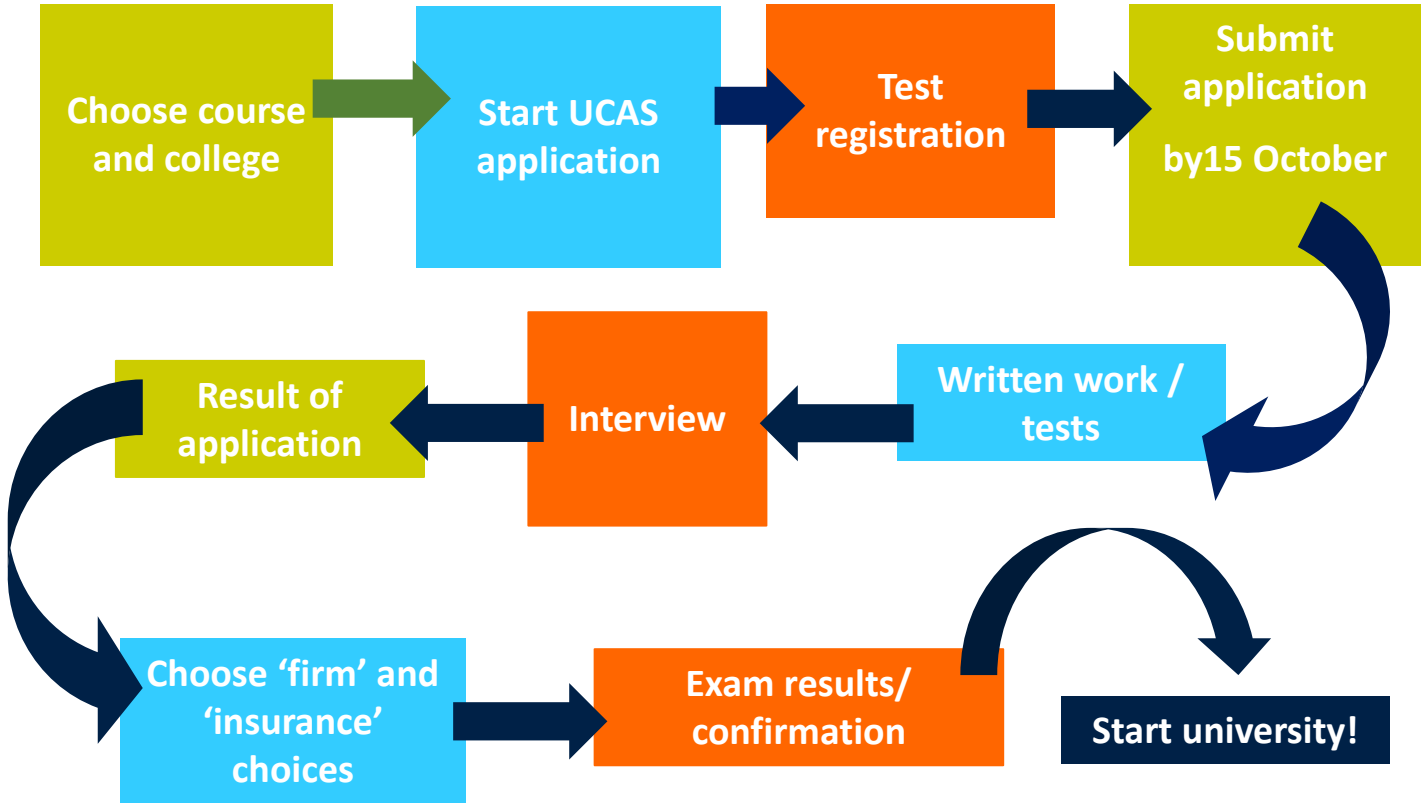 Choose course
and college
Start UCAS
application
Test
registration
Submit
application
by15 October
Written work /
tests
Interview
Result of
application
Choose ‘firm’ and
‘insurance’
choices
Exam results/
confirmation
Start university!